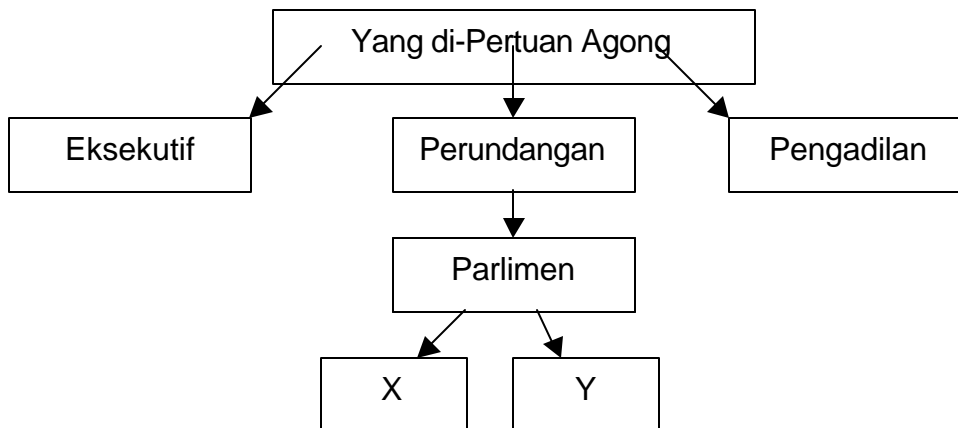 Yang di-Pertuan Agong
Eksekutif
Perundangan
Pengadilan
Parlimen
X
Y